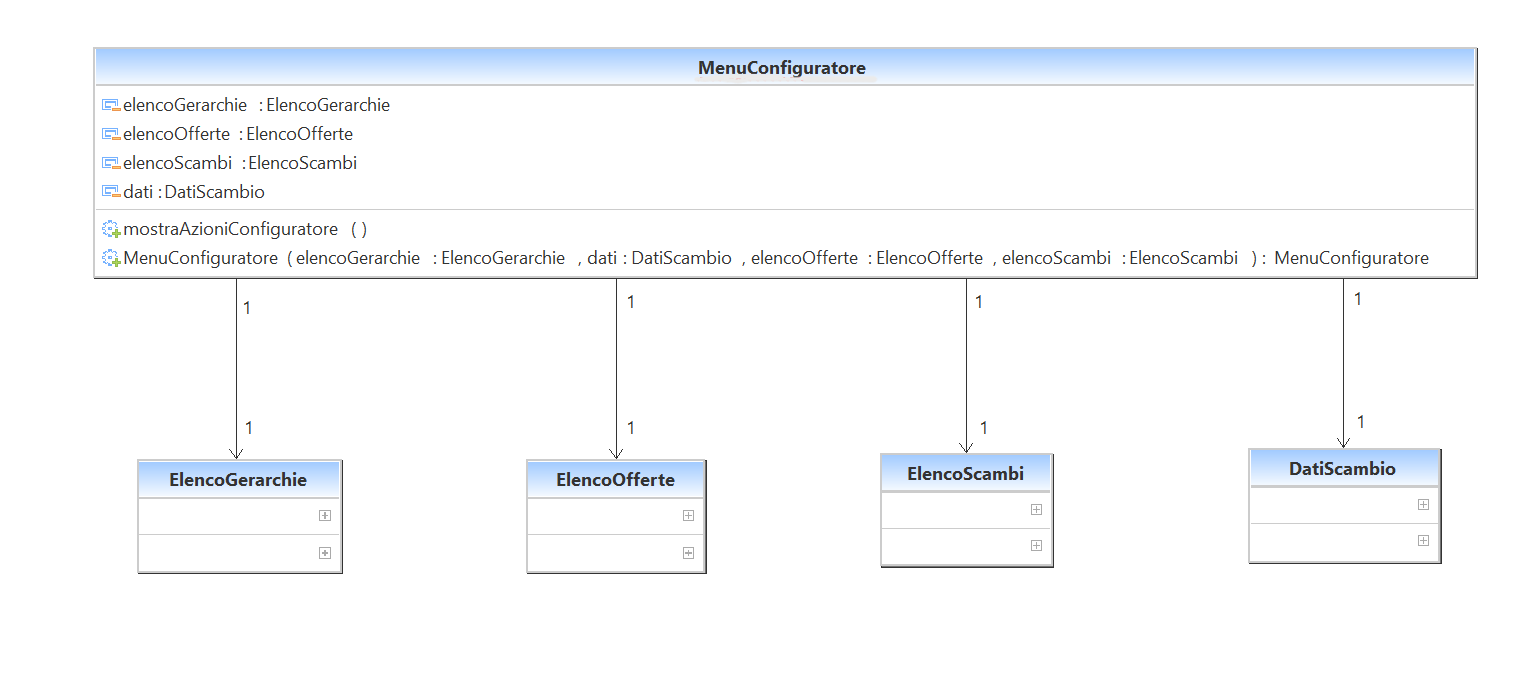 MenuConfiguratore
elencoGerarchie : ElencoGerarchie
elencoOfferte : ElencoOfferte
elencoScambi : ElencoScambi
dati : DatiScambio
mostraAzioniConfiguratore ( )
MenuConfiguratore ( elencoGerarchie : ElencoGerarchie , dati : DatiScambio , elencoOfferte : ElencoOfferte , elencoScambi : ElencoScambi ) : MenuConfiguratore
1 1 1 1
1 1 1 1
ElencoGerarchie
ElencoOfferte
ElencoScambi
DatiScambio